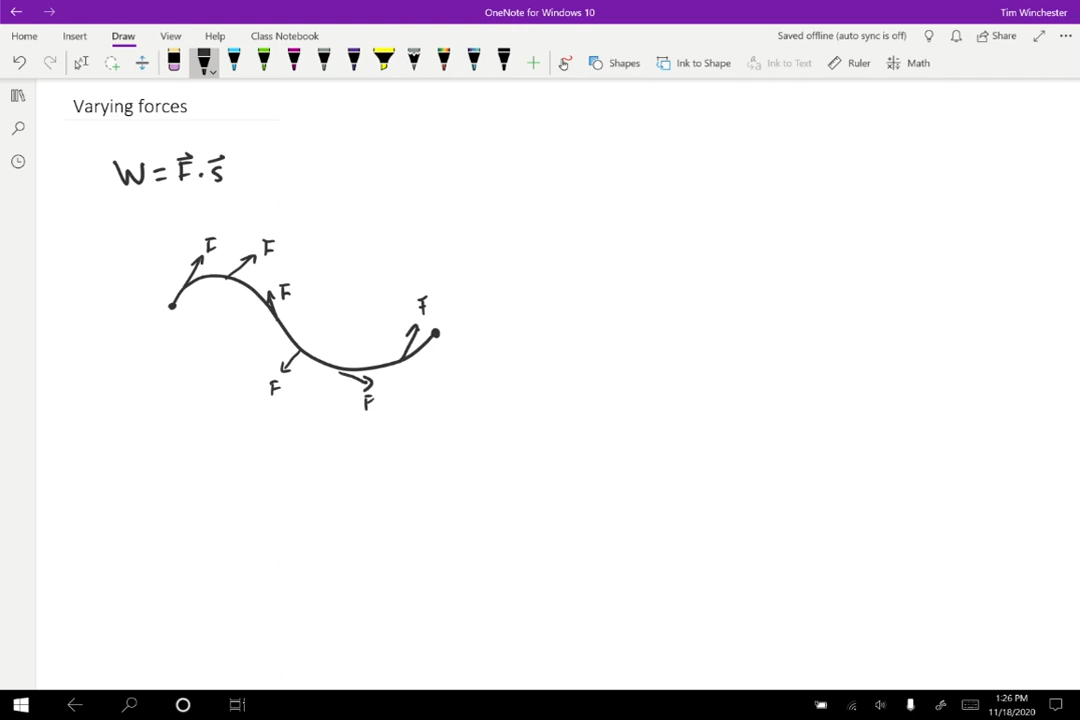 OneNote for Windows 10
Tim Winchester
Home Insert Draw View Help Class Notebook
Saved offline (auto sync is off) Share
Shapes Ink to Shape Ink to Text Ruler Math
Varying forces
W = F⃗ · s⃗
F
F
F
F
F
F
1:26 PM
11/18/2020